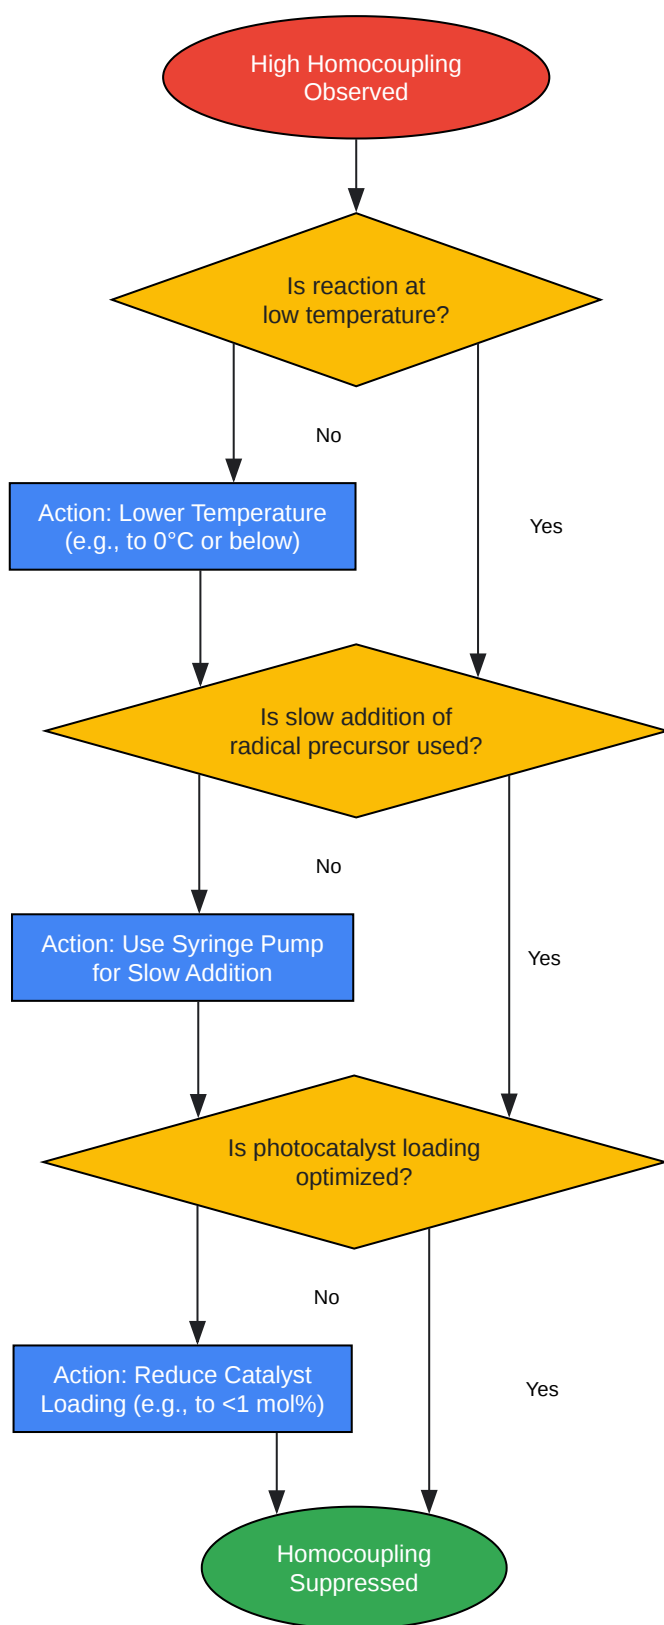 High Homocoupling
Observed
Is reaction at
low temperature?
No
Action: Lower Temperature
(e.g., to 0°C or below)
Yes
Is slow addition of
radical precursor used?
No
Action: Use Syringe Pump
for Slow Addition
Yes
Is photocatalyst loading
optimized?
No
Action: Reduce Catalyst
Loading (e.g., to <1 mol%)
Yes
Homocoupling
Suppressed